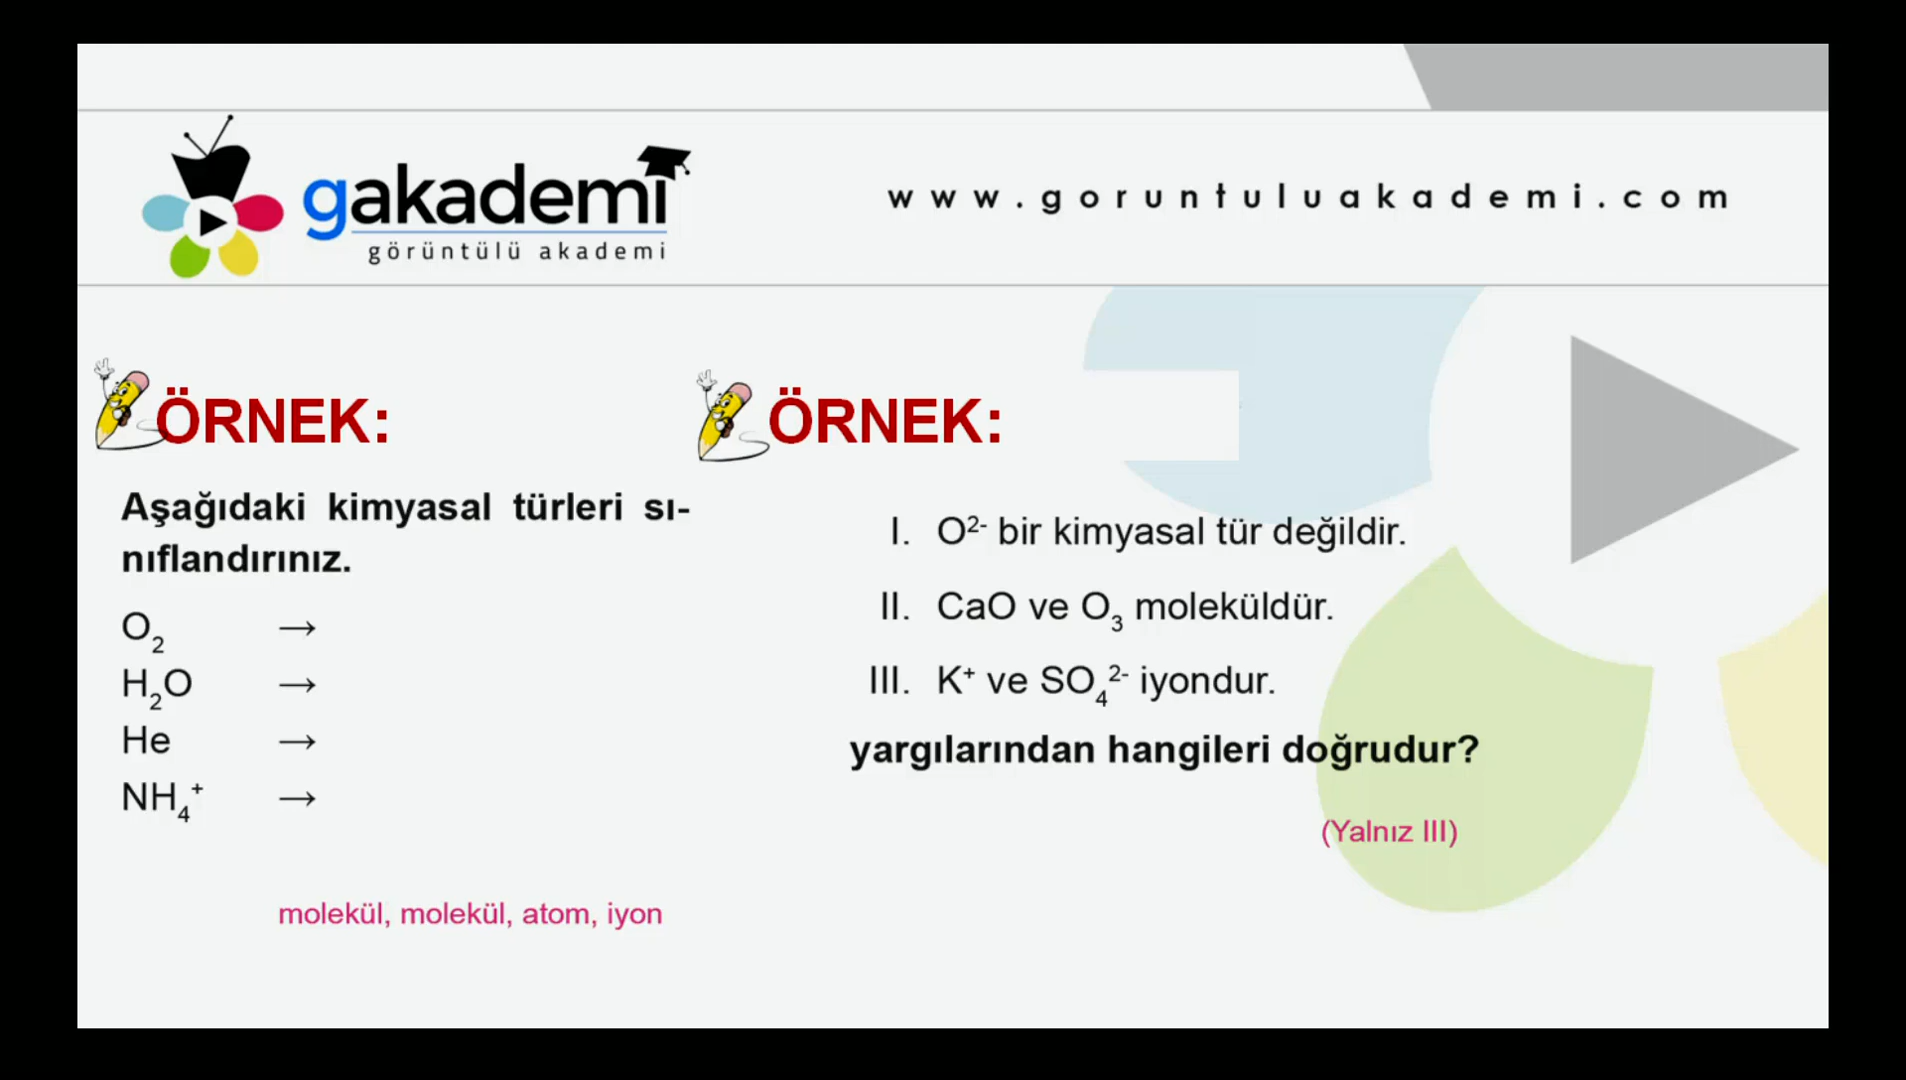 gakademi
görüntülü akademi
www.goruntuluakademi.com
ÖRNEK:
Aşağıdaki kimyasal türleri sı-
nıflandırınız.
O₂ →
H₂O →
He →
NH₄⁺ →
molekül, molekül, atom, iyon
ÖRNEK:
I. O²⁻ bir kimyasal tür değildir.
II. CaO ve O₃ moleküldür.
III. K⁺ ve SO₄²⁻ iyondur.
yargılarından hangileri doğrudur?
(Yalnız III)